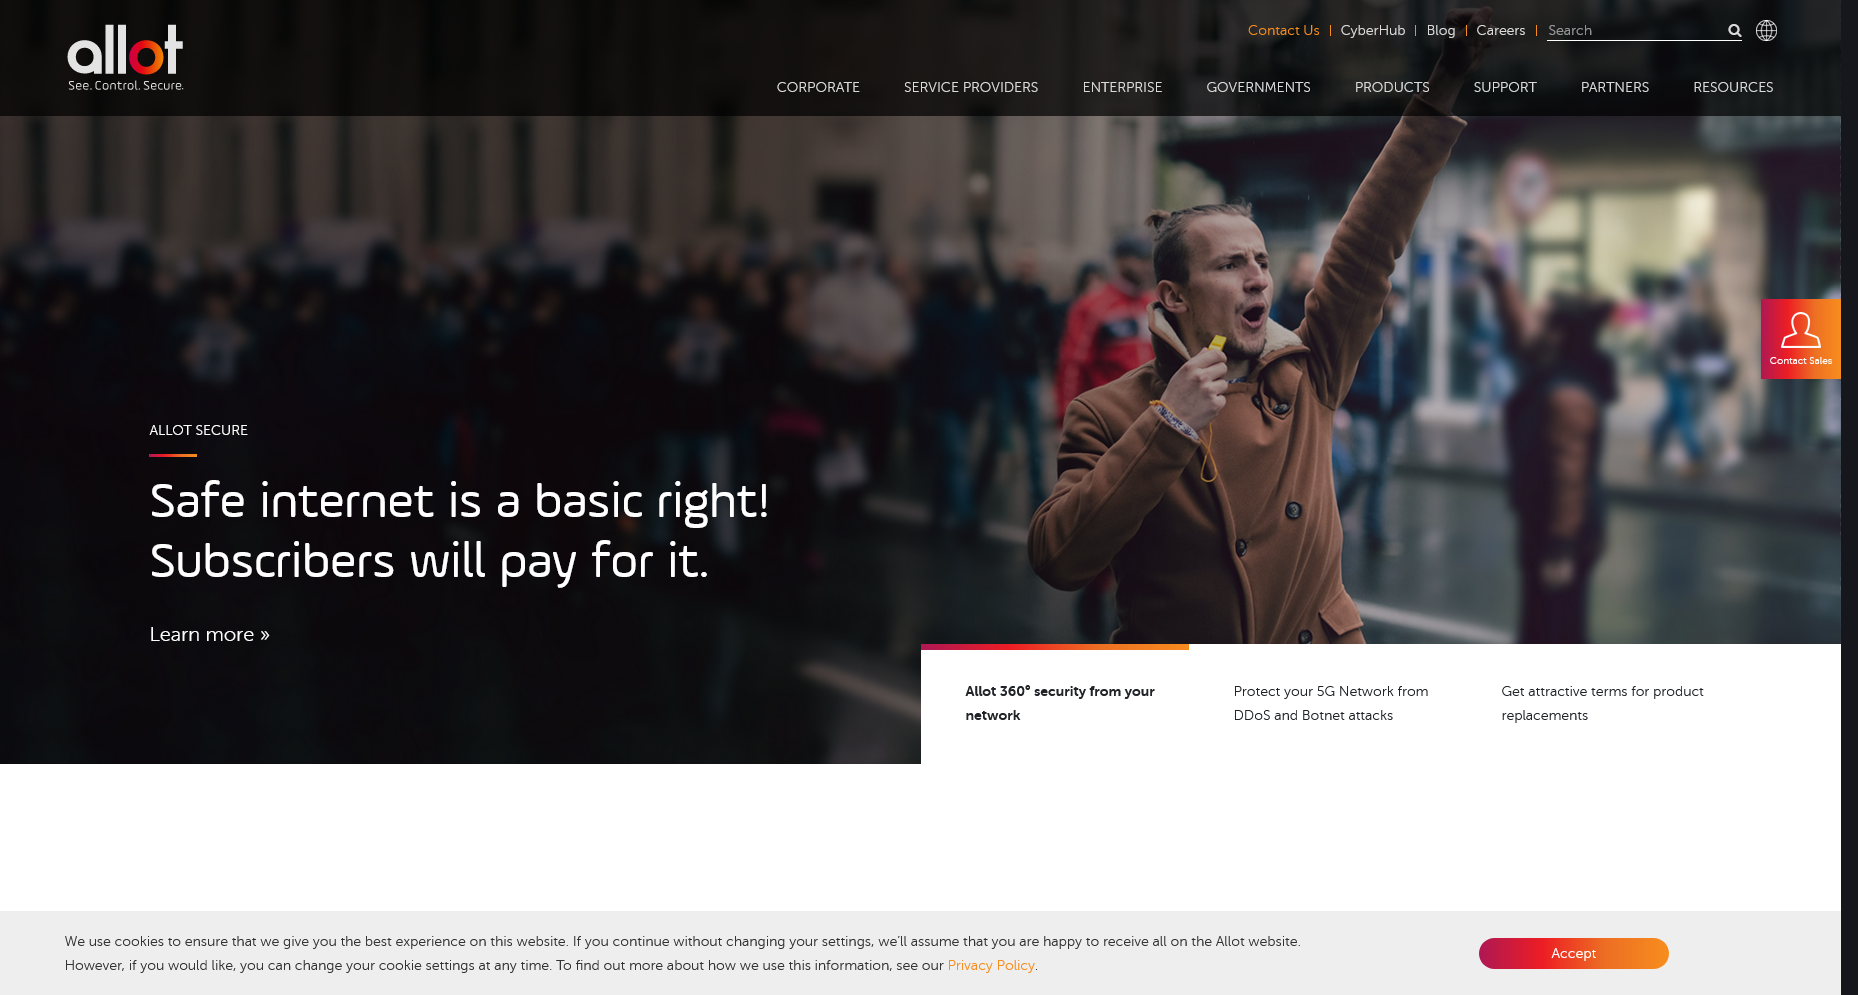 allot
See. Control. Secure.
Contact Us
CyberHub
Blog
Careers
Search
CORPORATE
SERVICE PROVIDERS
ENTERPRISE
GOVERNMENTS
PRODUCTS
SUPPORT
PARTNERS
RESOURCES
Contact Sales
ALLOT SECURE
Safe internet is a basic right!
Subscribers will pay for it.
Learn more »
Allot 360° security from your
network
Protect your 5G Network from
DDoS and Botnet attacks
Get attractive terms for product
replacements
We use cookies to ensure that we give you the best experience on this website. If you continue without changing your settings, we’ll assume that you are happy to receive all on the Allot website.
However, if you would like, you can change your cookie settings at any time. To find out more about how we use this information, see our Privacy Policy.
Accept